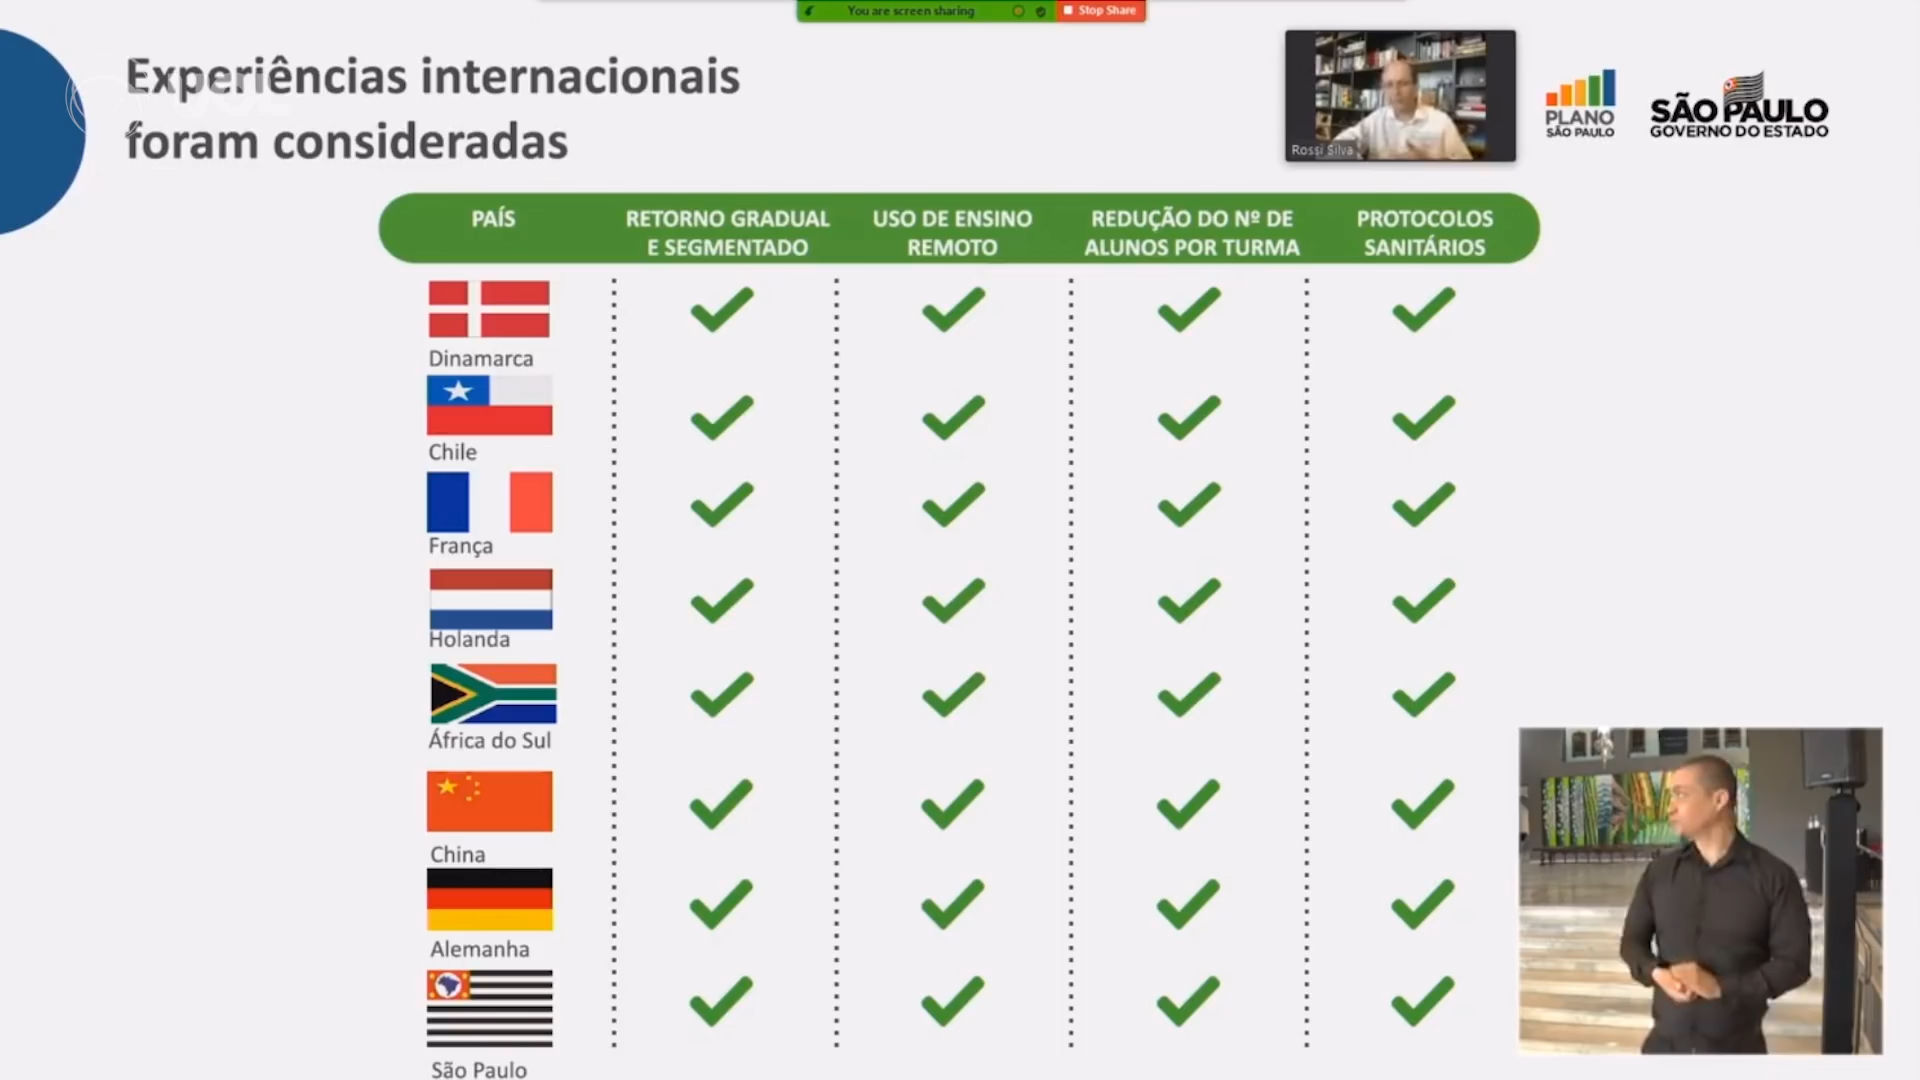 You are screen sharing
Stop Share
Experiências internacionais
foram consideradas
Rossi Silva
PLANO
SÃO PAULO
SÃO PAULO
GOVERNO DO ESTADO
PAÍS
RETORNO GRADUAL
E SEGMENTADO
USO DE ENSINO
REMOTO
REDUÇÃO DO Nº DE
ALUNOS POR TURMA
PROTOCOLOS
SANITÁRIOS
Dinamarca
Chile
França
Holanda
África do Sul
China
Alemanha
São Paulo